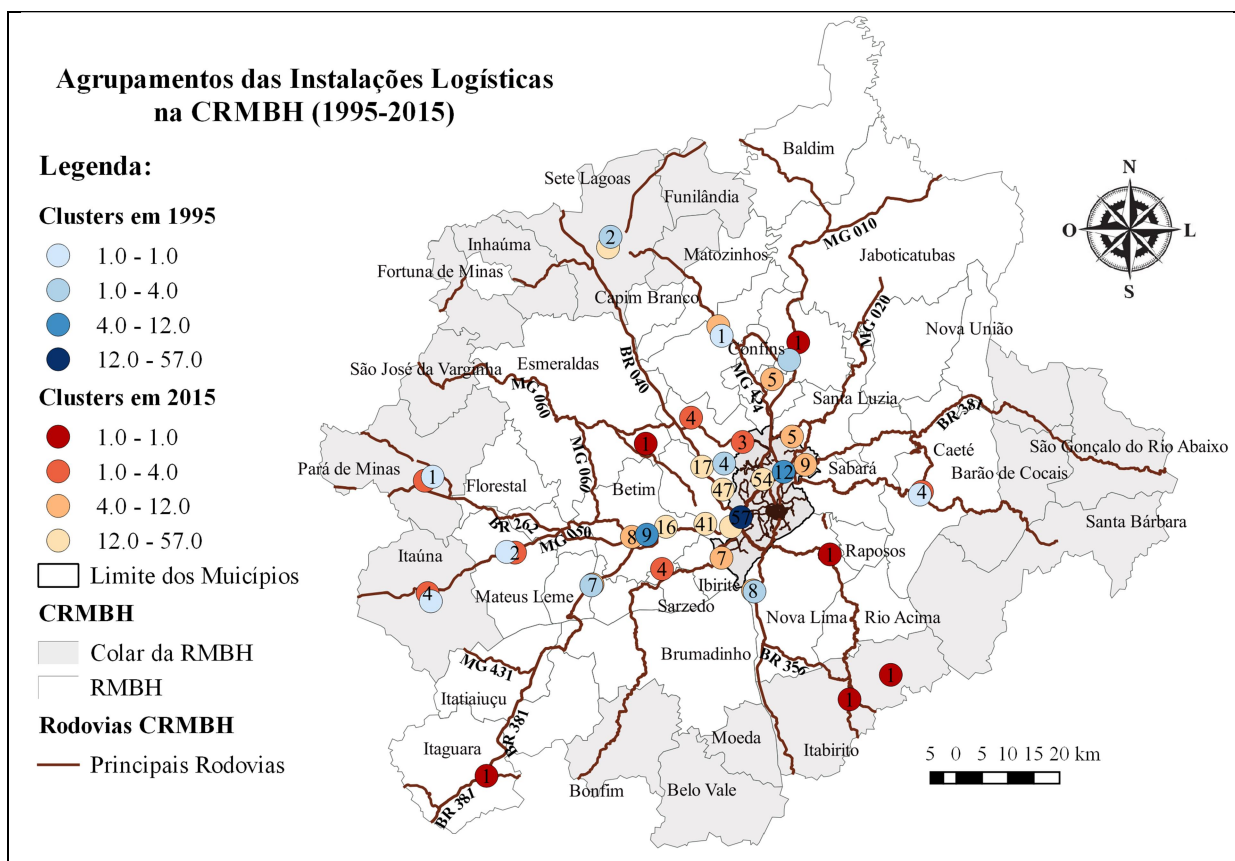 Agrupamentos das Instalações Logísticas
na CRMBH (1995-2015)
Legenda:
Clusters em 1995
1.0 - 1.0
1.0 - 4.0
4.0 - 12.0
12.0 - 57.0
Clusters em 2015
1.0 - 1.0
1.0 - 4.0
4.0 - 12.0
12.0 - 57.0
Limite dos Muicípios
CRMBH
Colar da RMBH
RMBH
Rodovias CRMBH
Principais Rodovias
N
O
L
S
Baldim
Sete Lagoas
Funilândia
MG 010
2
Inhaúma
Matozinhos
Jaboticatubas
Fortuna de Minas
Capim Branco
MG 020
Nova União
1
Confins
1
BR 040
Esmeraldas
São José da Varginha
MG 060
MG 424
5
Santa Luzia
BR 381
4
3
5
1
São Gonçalo do Rio Abaixo
Caeté
Pará de Minas
1
MG 060
17
4
12
9
Sabará
Barão de Cocais
Florestal
Betim
47
54
4
Santa Bárbara
BR 262
MG 050
57
16
41
8
9
Itaúna
2
7
1
Raposos
4
Ibirité
4
Mateus Leme
7
8
Sarzedo
Nova Lima
Rio Acima
Brumadinho
BR 356
MG 431
1
Itatiaiuçu
1
BR 381
Moeda
Itabirito
Itaguara
1
Bonfim
Belo Vale
BR 381
5 0 5 10 15 20 km